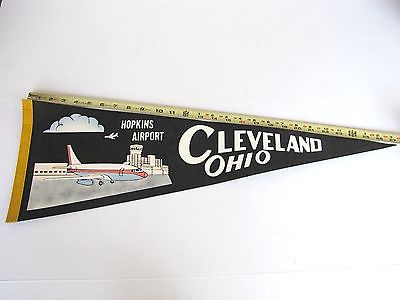 HOPKINS
AIRPORT
CLEVELAND
OHIO